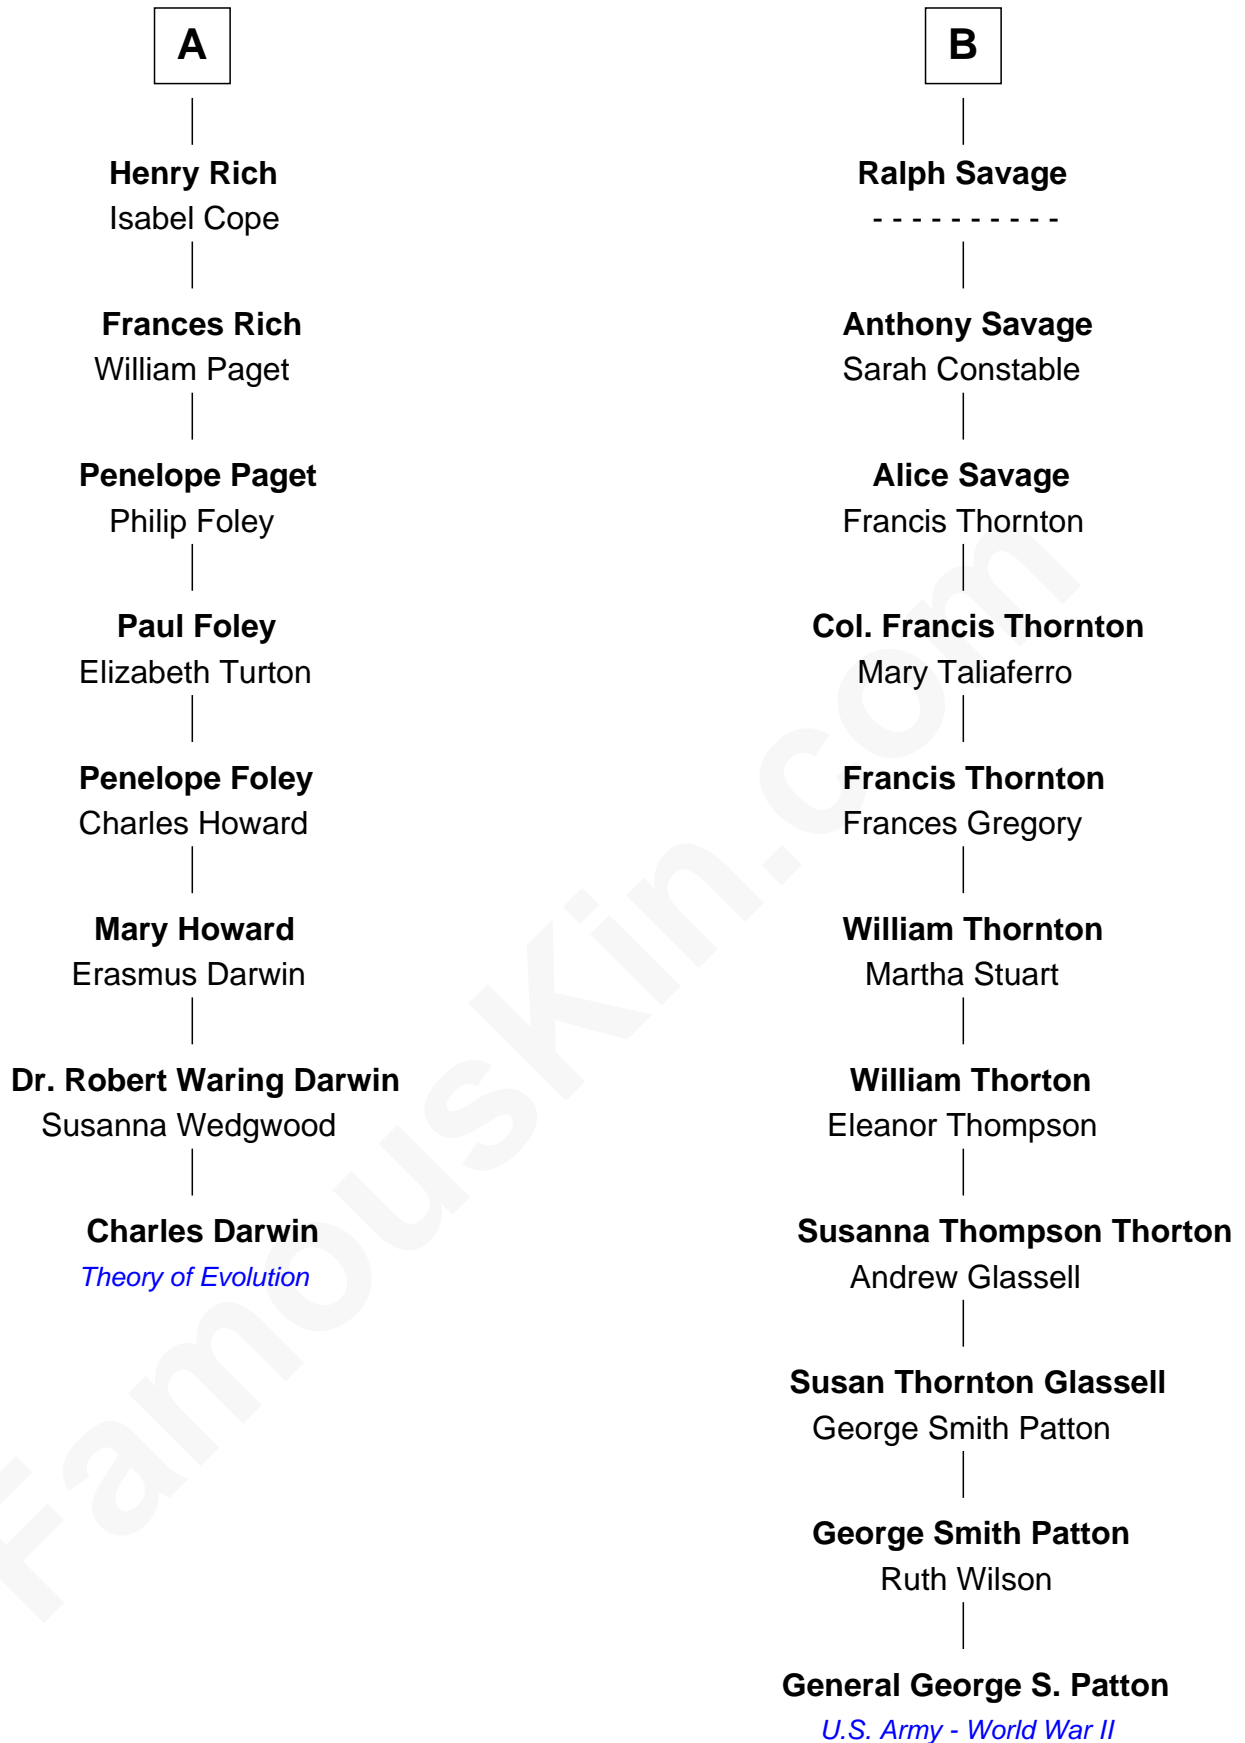 A
Henry Rich
Isabel Cope
Frances Rich
William Paget
Penelope Paget
Philip Foley
Paul Foley
Elizabeth Turton
Penelope Foley
Charles Howard
Mary Howard
Erasmus Darwin
Dr. Robert Waring Darwin
Susanna Wedgwood
Charles Darwin
Theory of Evolution
B
Ralph Savage
- - - - - - - - - -
Anthony Savage
Sarah Constable
Alice Savage
Francis Thornton
Col. Francis Thornton
Mary Taliaferro
Francis Thornton
Frances Gregory
William Thornton
Martha Stuart
William Thorton
Eleanor Thompson
Susanna Thompson Thorton
Andrew Glassell
Susan Thornton Glassell
George Smith Patton
George Smith Patton
Ruth Wilson
General George S. Patton
U.S. Army - World War II
FamousKin.com